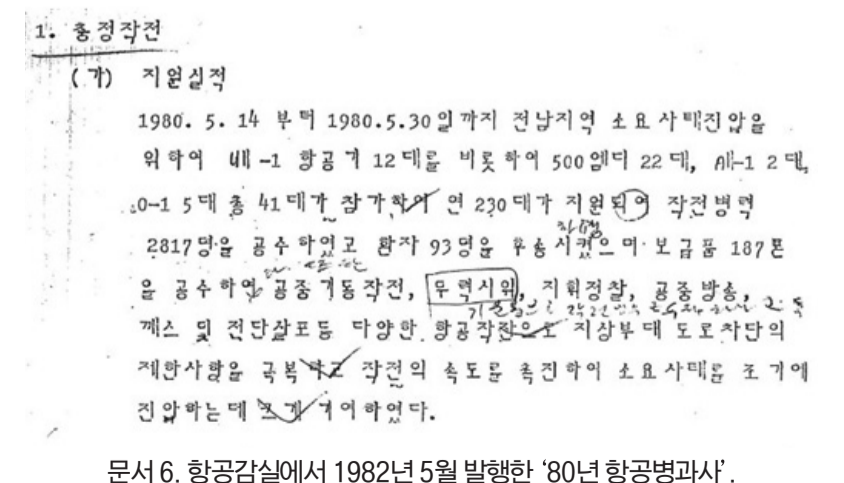 1. 충정작전
(가) 지원실적
1980. 5. 14 부터 1980.5.30일까지 전남지역 소요사태진압을
위하여 UH-1 항공기 12대를 비롯하여 500엠디 22대, AH-1 2대,
O-1 5대 총 41대가 참가하여 연 230대가 지원되어 작전병력
2817명을 공수하였고 환자 93명을 후송시켰으며 보급품 187톤
을 공수하여 공중기동작전, 무력시위, 지휘정찰, 공중방송,
깨스 및 전단살포등 다양한 항공작전으로 지상부대 도로차단의
제한사항을 극복하고 작전의 속도를 촉진하여 소요사태를 조기에
진압하는데 크게 기여하였다.
문서 6. 항공감실에서 1982년 5월 발행한 '80년 항공병과사'.